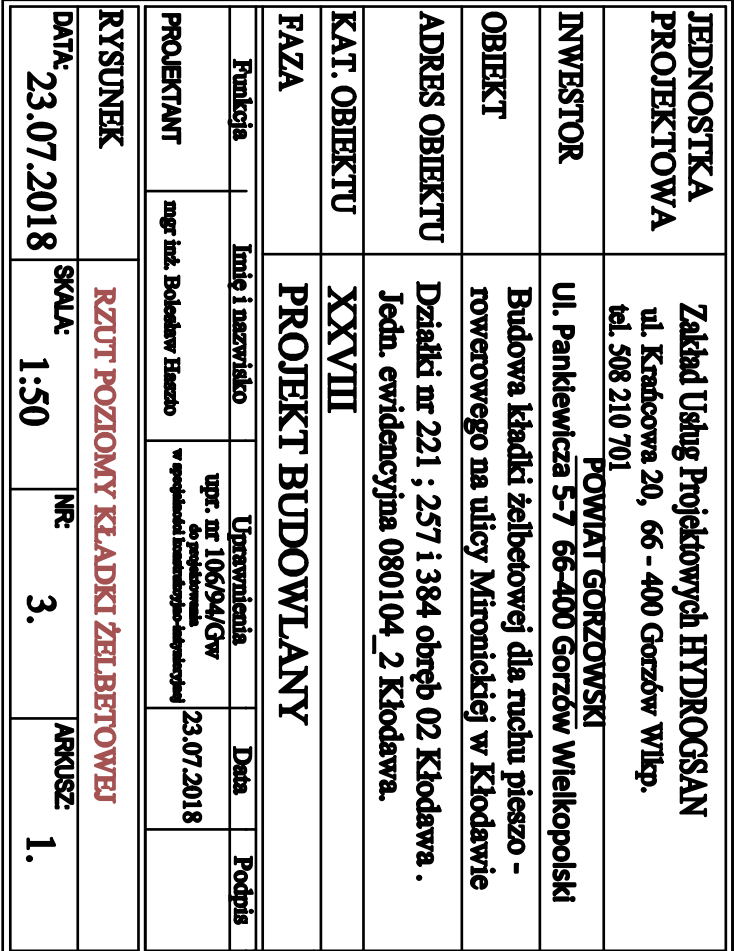 JEDNOSTKA
PROJEKTOWA
Zakład Usług Projektowych HYDROGSAN
ul. Krańcowa 20, 66 - 400 Gorzów Wlkp.
tel. 508 210 701
INWESTOR
POWIAT GORZOWSKI
Ul. Pankiewicza 5-7 66-400 Gorzów Wielkopolski
OBIEKT
Budowa kładki żelbetowej dla ruchu pieszo -
rowerowego na ulicy Mironickiej w Kłodawie
ADRES OBIEKTU
Działki nr 221 ; 257 i 384 obręb 02 Kłodawa .
Jedn. ewidencyjna 080104_2 Kłodawa.
KAT. OBIEKTU
XXVIII
FAZA
PROJEKT BUDOWLANY
Funkcja
Imię i nazwisko
Uprawnienia
Data
Podpis
PROJEKTANT
mgr inż. Bolesław Haszto
upr. nr 106/94/Gw
do projektowania
w specjalności konstrukcyjno-inżynieryjnej
23.07.2018
RYSUNEK
RZUT POZIOMY KŁADKI ŻELBETOWEJ
DATA:
23.07.2018
SKALA:
1:50
NR:
3.
ARKUSZ:
1.